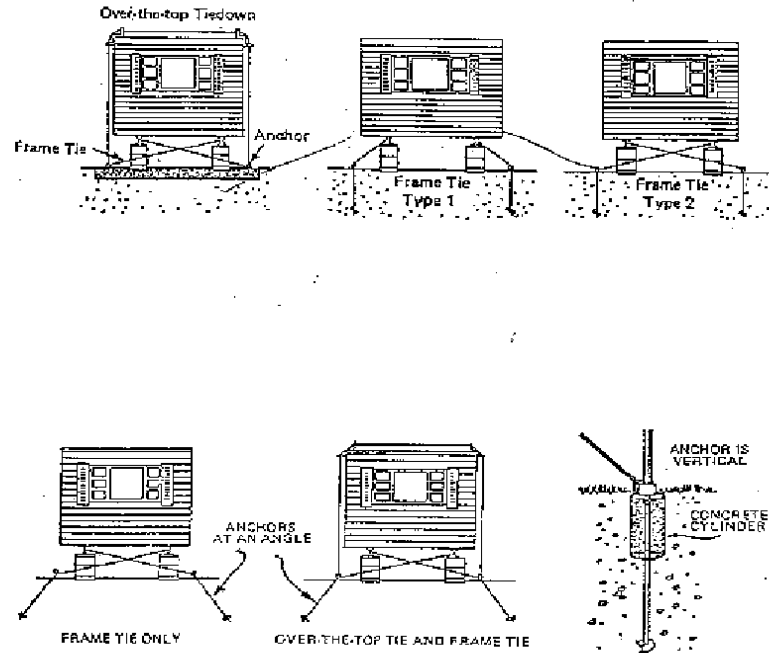 Over-the-top Tiedown
Frame Tie
Anchor
Frame Tie
Type 1
Frame Tie
Type 2
ANCHORS
AT AN ANGLE
ANCHOR IS
VERTICAL
CONCRETE
CYLINDER
FRAME TIE ONLY
OVER-THE-TOP TIE AND FRAME TIE